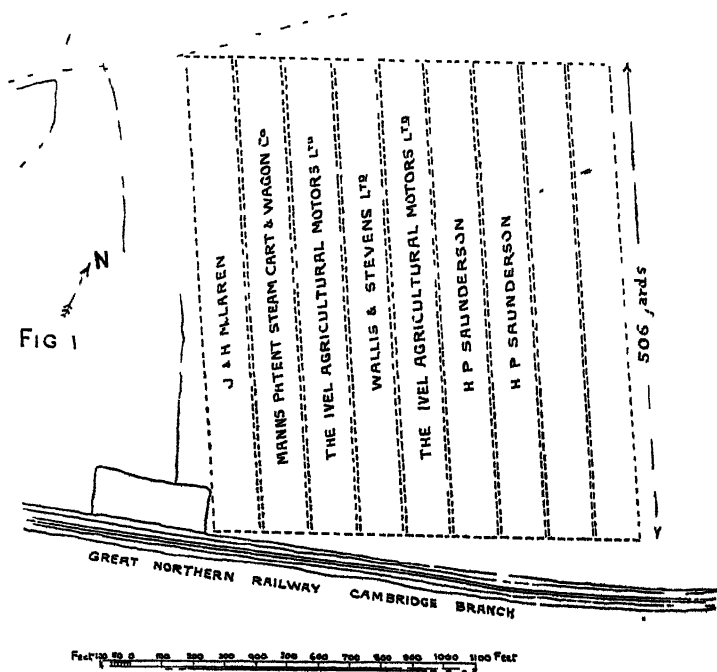 N
FIG 1
J & H MCLAREN
MANNS PATENT STEAM CART & WAGON Co
THE IVEL AGRICULTURAL MOTORS LTD
WALLIS & STEVENS LTD
THE IVEL AGRICULTURAL MOTORS LTD
H P SAUNDERSON
H P SAUNDERSON
506 yards
GREAT NORTHERN RAILWAY CAMBRIDGE BRANCH
Feet 100 50 0 100 200 300 400 500 600 700 800 900 1000 1100 Feet